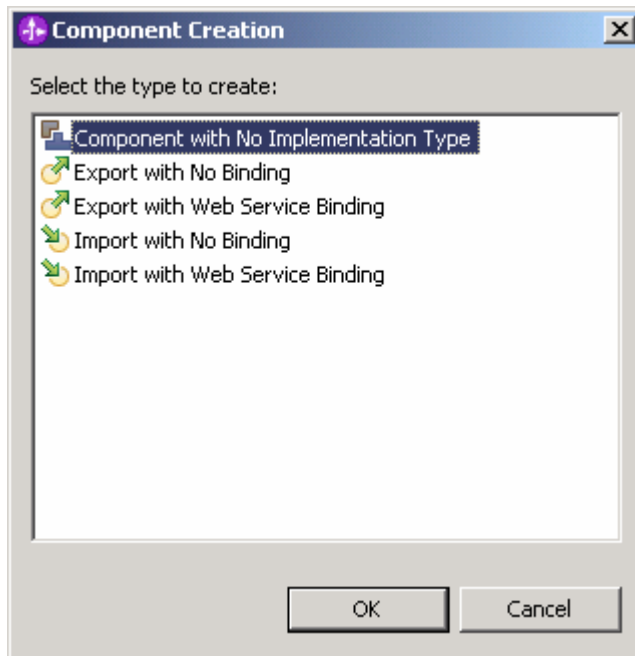 Component Creation
Select the type to create:
Component with No Implementation Type
Export with No Binding
Export with Web Service Binding
Import with No Binding
Import with Web Service Binding
OK Cancel